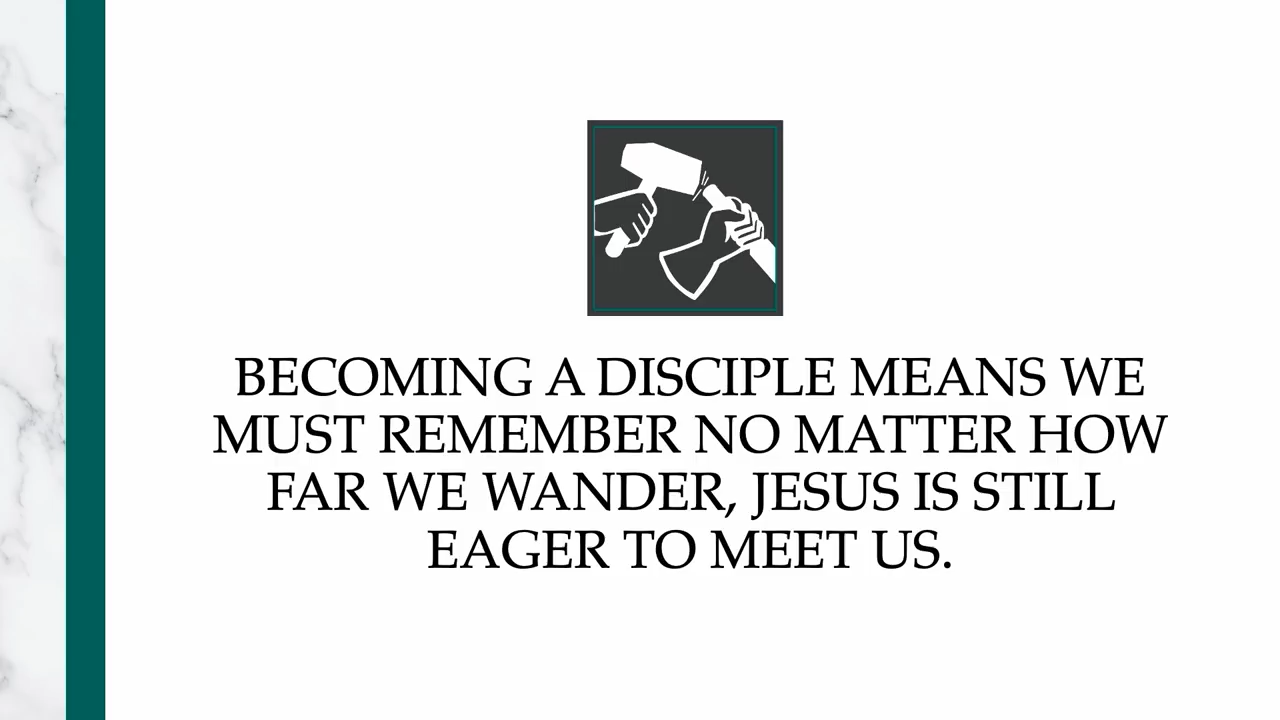 BECOMING A DISCIPLE MEANS WE
MUST REMEMBER NO MATTER HOW
FAR WE WANDER, JESUS IS STILL
EAGER TO MEET US.